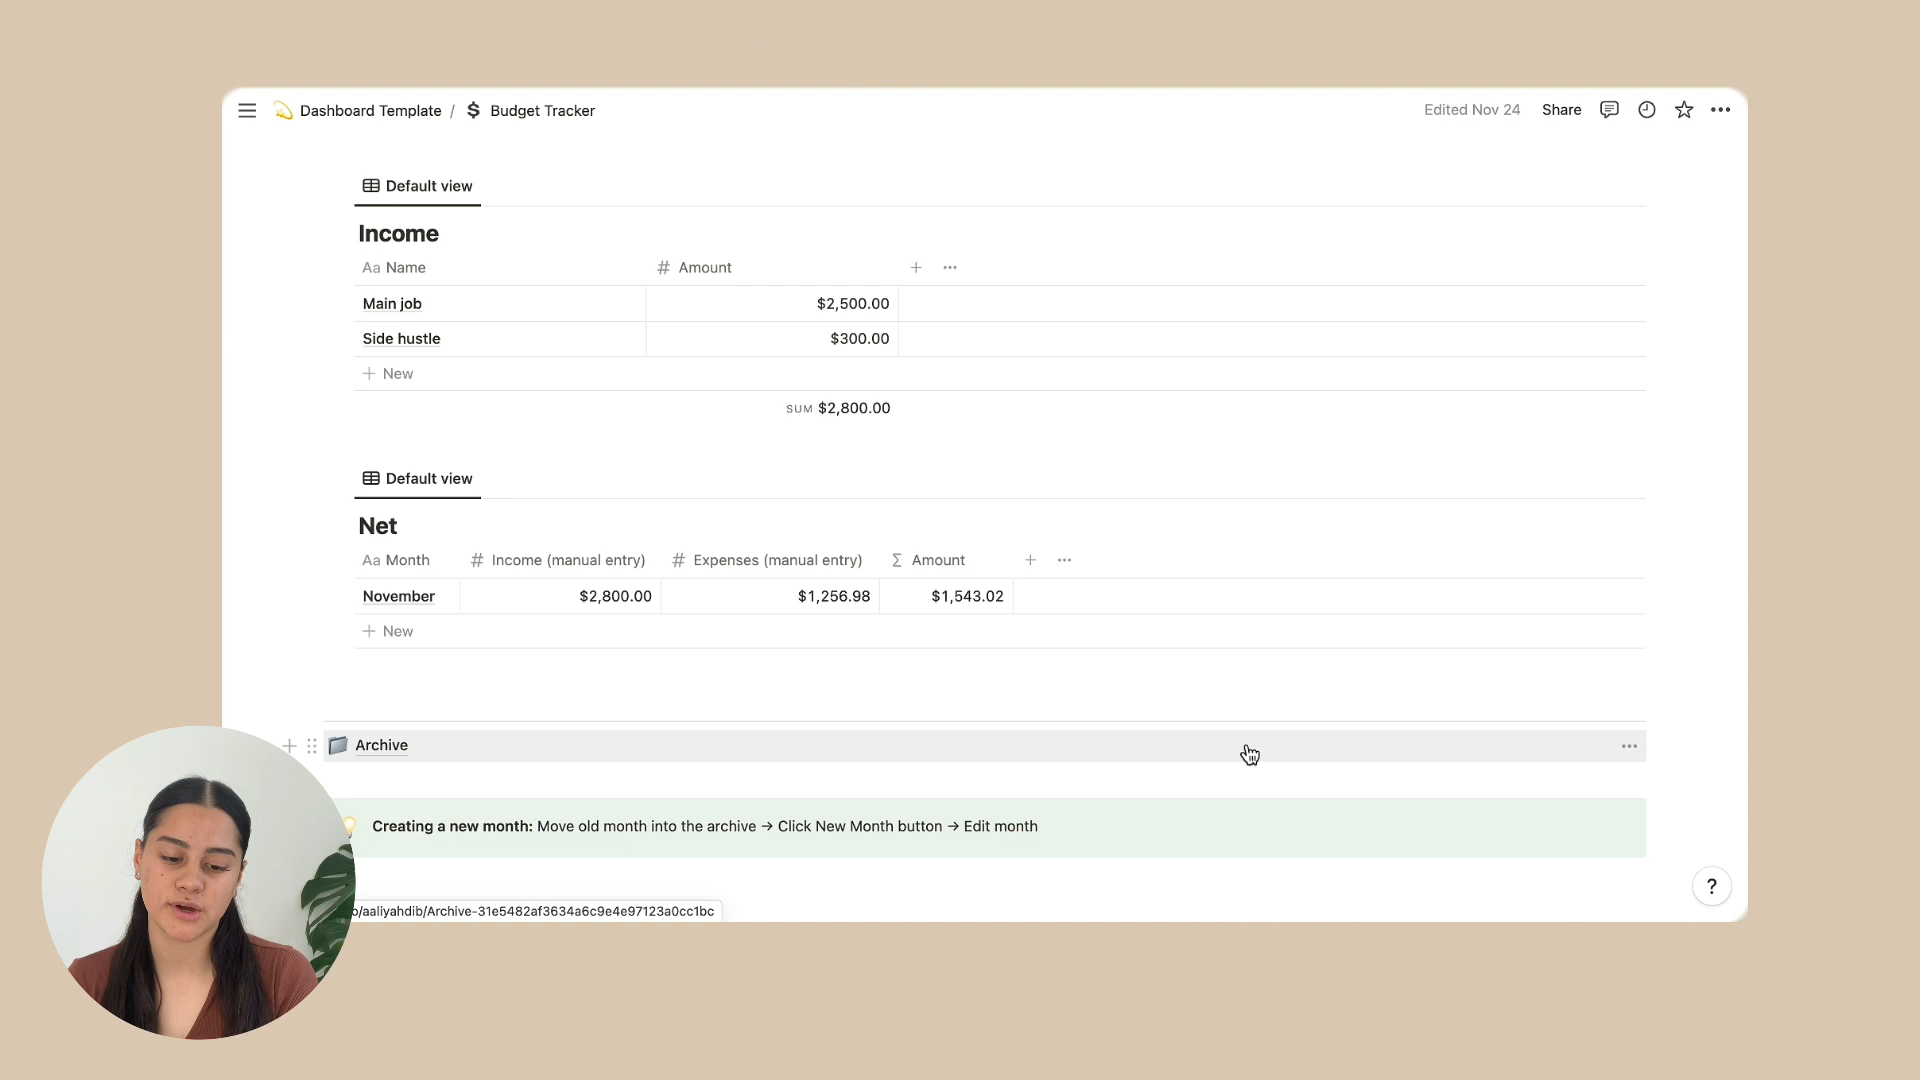 Dashboard Template / $ Budget Tracker
Edited Nov 24 Share
Default view
Income
Aa Name # Amount + ···
Main job $2,500.00
Side hustle $300.00
+ New
SUM $2,800.00
Default view
Net
Aa Month # Income (manual entry) # Expenses (manual entry) Σ Amount + ···
November $2,800.00 $1,256.98 $1,543.02
+ New
Archive
Creating a new month: Move old month into the archive → Click New Month button → Edit month
?
o/aaliyahdib/Archive-31e5482af3634a6c9e4e97123a0cc1bc